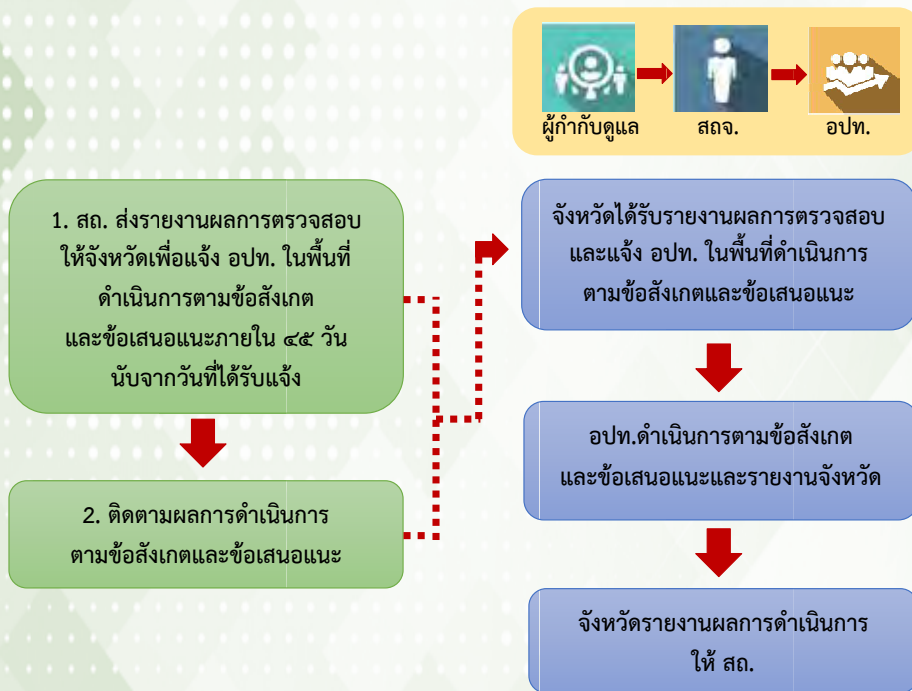 ผู้กำกับดูแล
สถจ.
อปท.
1. สถ. ส่งรายงานผลการตรวจสอบ
ให้จังหวัดเพื่อแจ้ง อปท. ในพื้นที่
ดำเนินการตามข้อสังเกต
และข้อเสนอแนะภายใน ๔๕ วัน
นับจากวันที่ได้รับแจ้ง
2. ติดตามผลการดำเนินการ
ตามข้อสังเกตและข้อเสนอแนะ
จังหวัดได้รับรายงานผลการตรวจสอบ
และแจ้ง อปท. ในพื้นที่ดำเนินการ
ตามข้อสังเกตและข้อเสนอแนะ
อปท.ดำเนินการตามข้อสังเกต
และข้อเสนอแนะและรายงานจังหวัด
จังหวัดรายงานผลการดำเนินการ
ให้ สถ.